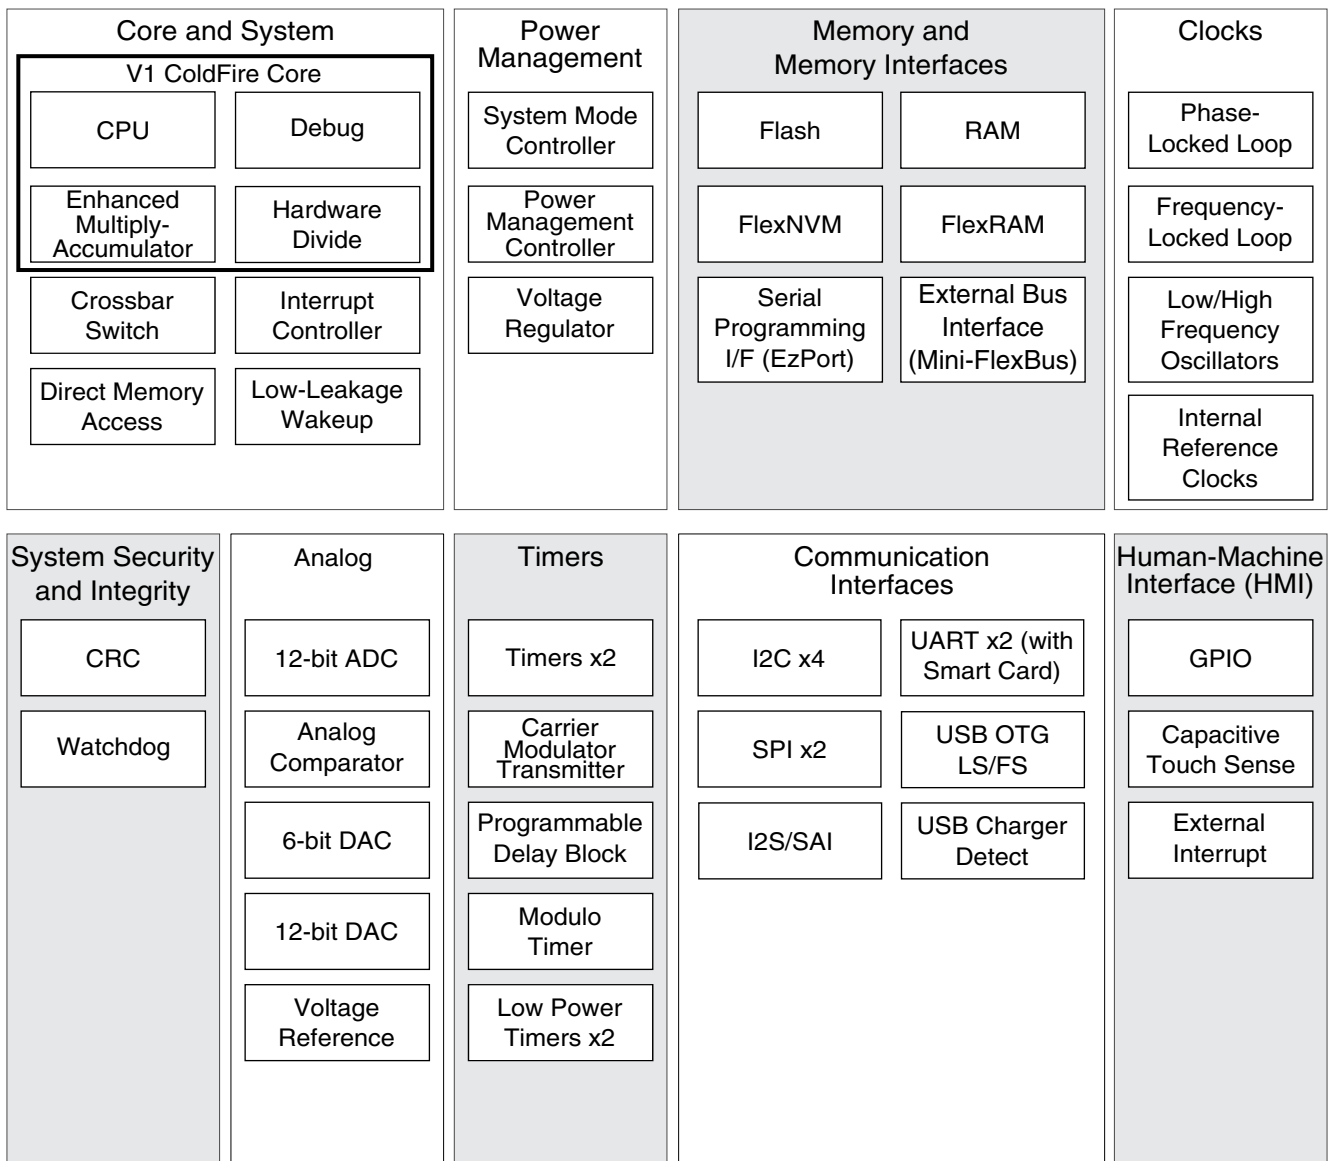 Core and System
V1 ColdFire Core
CPU
Debug
Enhanced
Multiply-
Accumulator
Hardware
Divide
Crossbar
Switch
Interrupt
Controller
Direct Memory
Access
Low-Leakage
Wakeup
Power
Management
System Mode
Controller
Power
Management
Controller
Voltage
Regulator
Memory and
Memory Interfaces
Flash
RAM
FlexNVM
FlexRAM
Serial
Programming
I/F (EzPort)
External Bus
Interface
(Mini-FlexBus)
Clocks
Phase-
Locked Loop
Frequency-
Locked Loop
Low/High
Frequency
Oscillators
Internal
Reference
Clocks
System Security
and Integrity
CRC
Watchdog
Analog
12-bit ADC
Analog
Comparator
6-bit DAC
12-bit DAC
Voltage
Reference
Timers
Timers x2
Carrier
Modulator
Transmitter
Programmable
Delay Block
Modulo
Timer
Low Power
Timers x2
Communication
Interfaces
I2C x4
UART x2 (with
Smart Card)
SPI x2
USB OTG
LS/FS
I2S/SAI
USB Charger
Detect
Human-Machine
Interface (HMI)
GPIO
Capacitive
Touch Sense
External
Interrupt